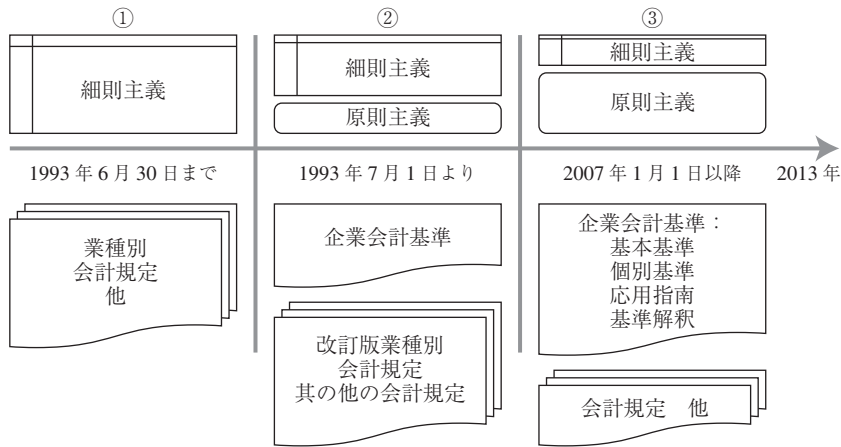 ①
②
③
細則主義
細則主義
原則主義
細則主義
原則主義
1993 年 6 月 30 日まで
1993 年 7 月 1 日より
2007 年 1 月 1 日以降
2013 年
業種別
会計規定
他
企業会計基準
改訂版業種別
会計規定
其の他の会計規定
企業会計基準：
基本基準
個別基準
応用指南
基準解釈
会計規定　他